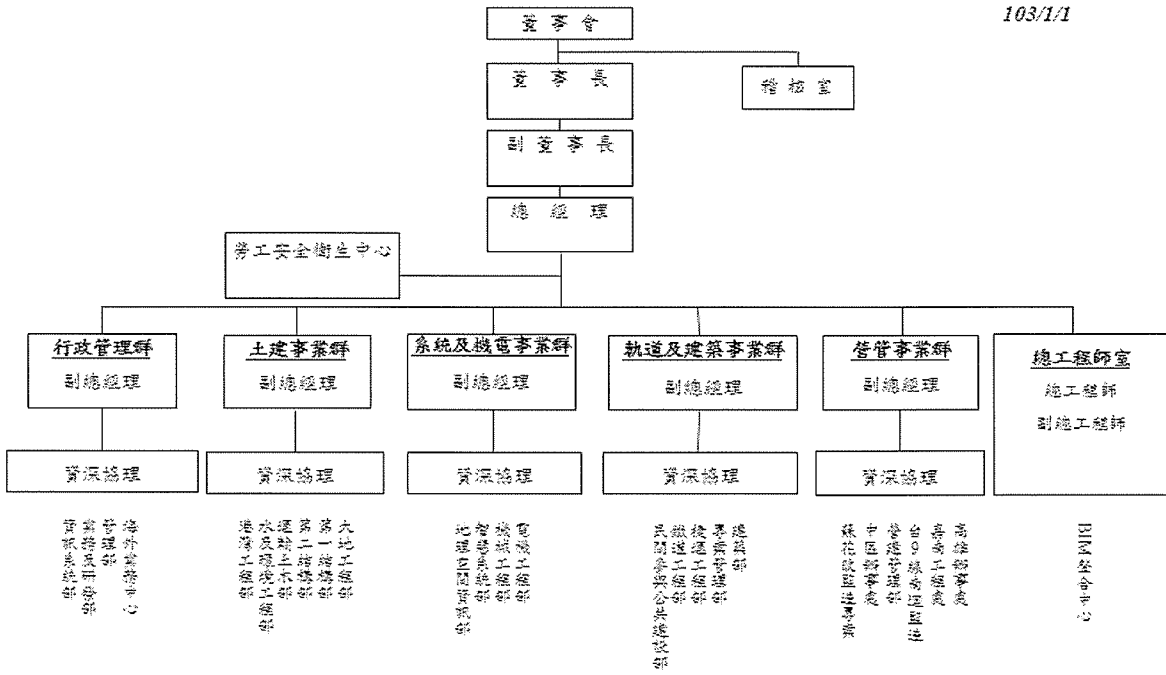 103/1/1
董事會
董事長
稽核室
副董事長
總經理
勞工安全衛生中心
行政管理群
副總經理
土建事業群
副總經理
系統及機電事業群
副總經理
軌道及建築事業群
副總經理
營管事業群
副總經理
總工程師室
總工程師
副總工程師
資深協理
資深協理
資深協理
資深協理
資深協理
海外業務中心
管理部
業務及研發部
資訊系統部
大地工程部
第一結構部
第二結構部
運輸土木部
水及環境工程部
港灣工程部
電機工程部
機械工程部
智慧系統部
地理空間資訊部
建築部
專案管理部
捷運工程部
鐵道工程部
民間參與公共建設部
高雄辦事處
嘉南工程處
台9線南迴監造
營建管理部
中區辦事處
蘇花改監造專案
BIM整合中心